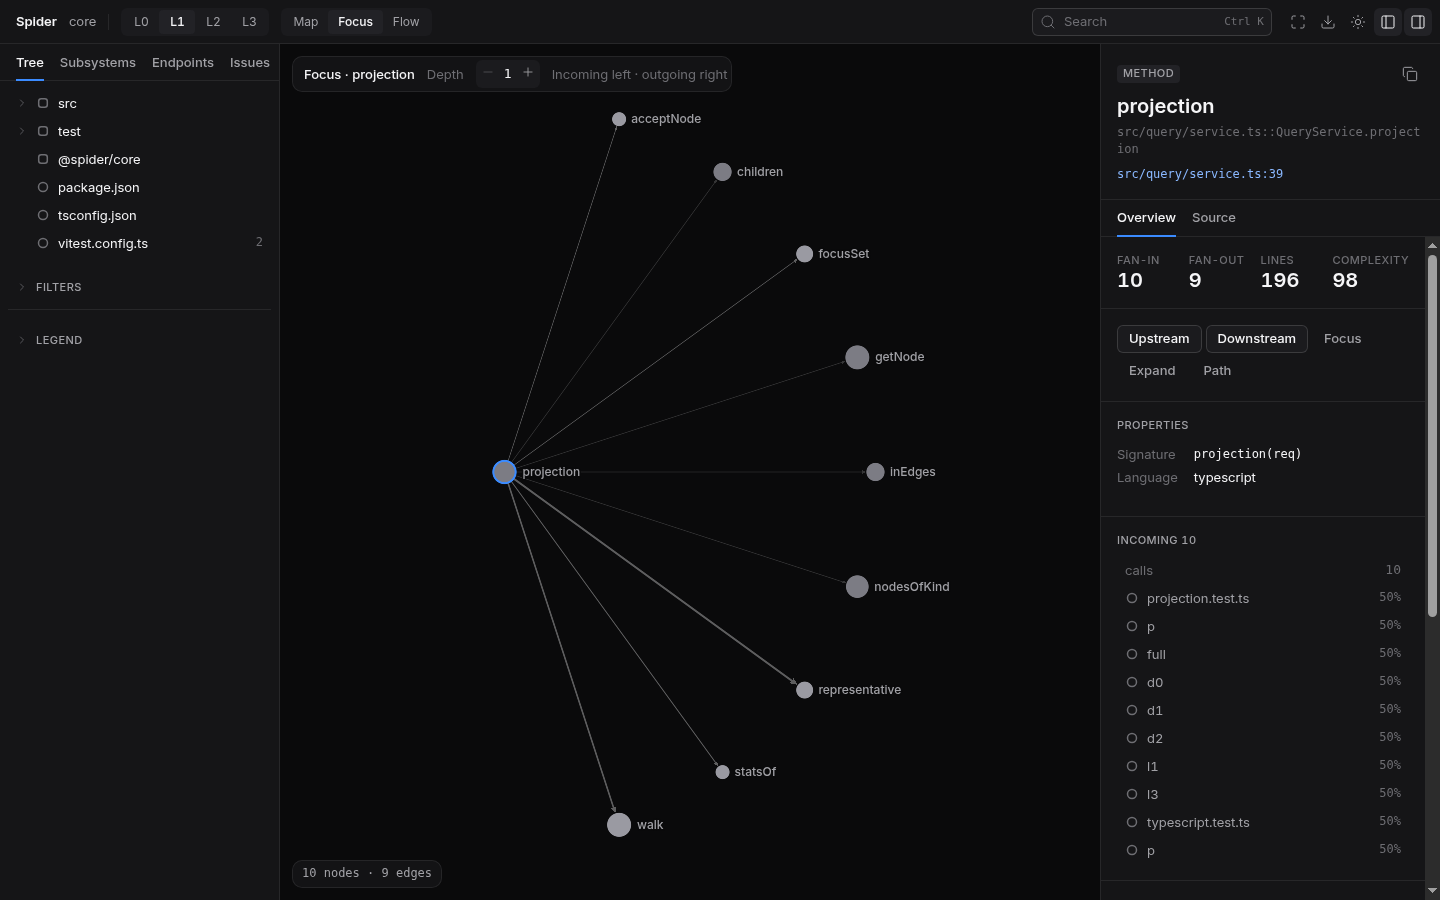 Spider core L0 L1 L2 L3 Map Focus Flow Search Ctrl K
Tree Subsystems Endpoints Issues
src
test
@spider/core
package.json
tsconfig.json
vitest.config.ts 2
FILTERS
LEGEND
Focus · projection Depth − 1 + Incoming left · outgoing right
acceptNode
children
focusSet
getNode
projection
inEdges
nodesOfKind
representative
statsOf
walk
10 nodes · 9 edges
METHOD
projection
src/query/service.ts::QueryService.project
ion
src/query/service.ts:39
Overview Source
FAN-IN FAN-OUT LINES COMPLEXITY
10 9 196 98
Upstream Downstream Focus
Expand Path
PROPERTIES
Signature projection(req)
Language typescript
INCOMING 10
calls 10
projection.test.ts 50%
p 50%
full 50%
d0 50%
d1 50%
d2 50%
l1 50%
l3 50%
typescript.test.ts 50%
p 50%